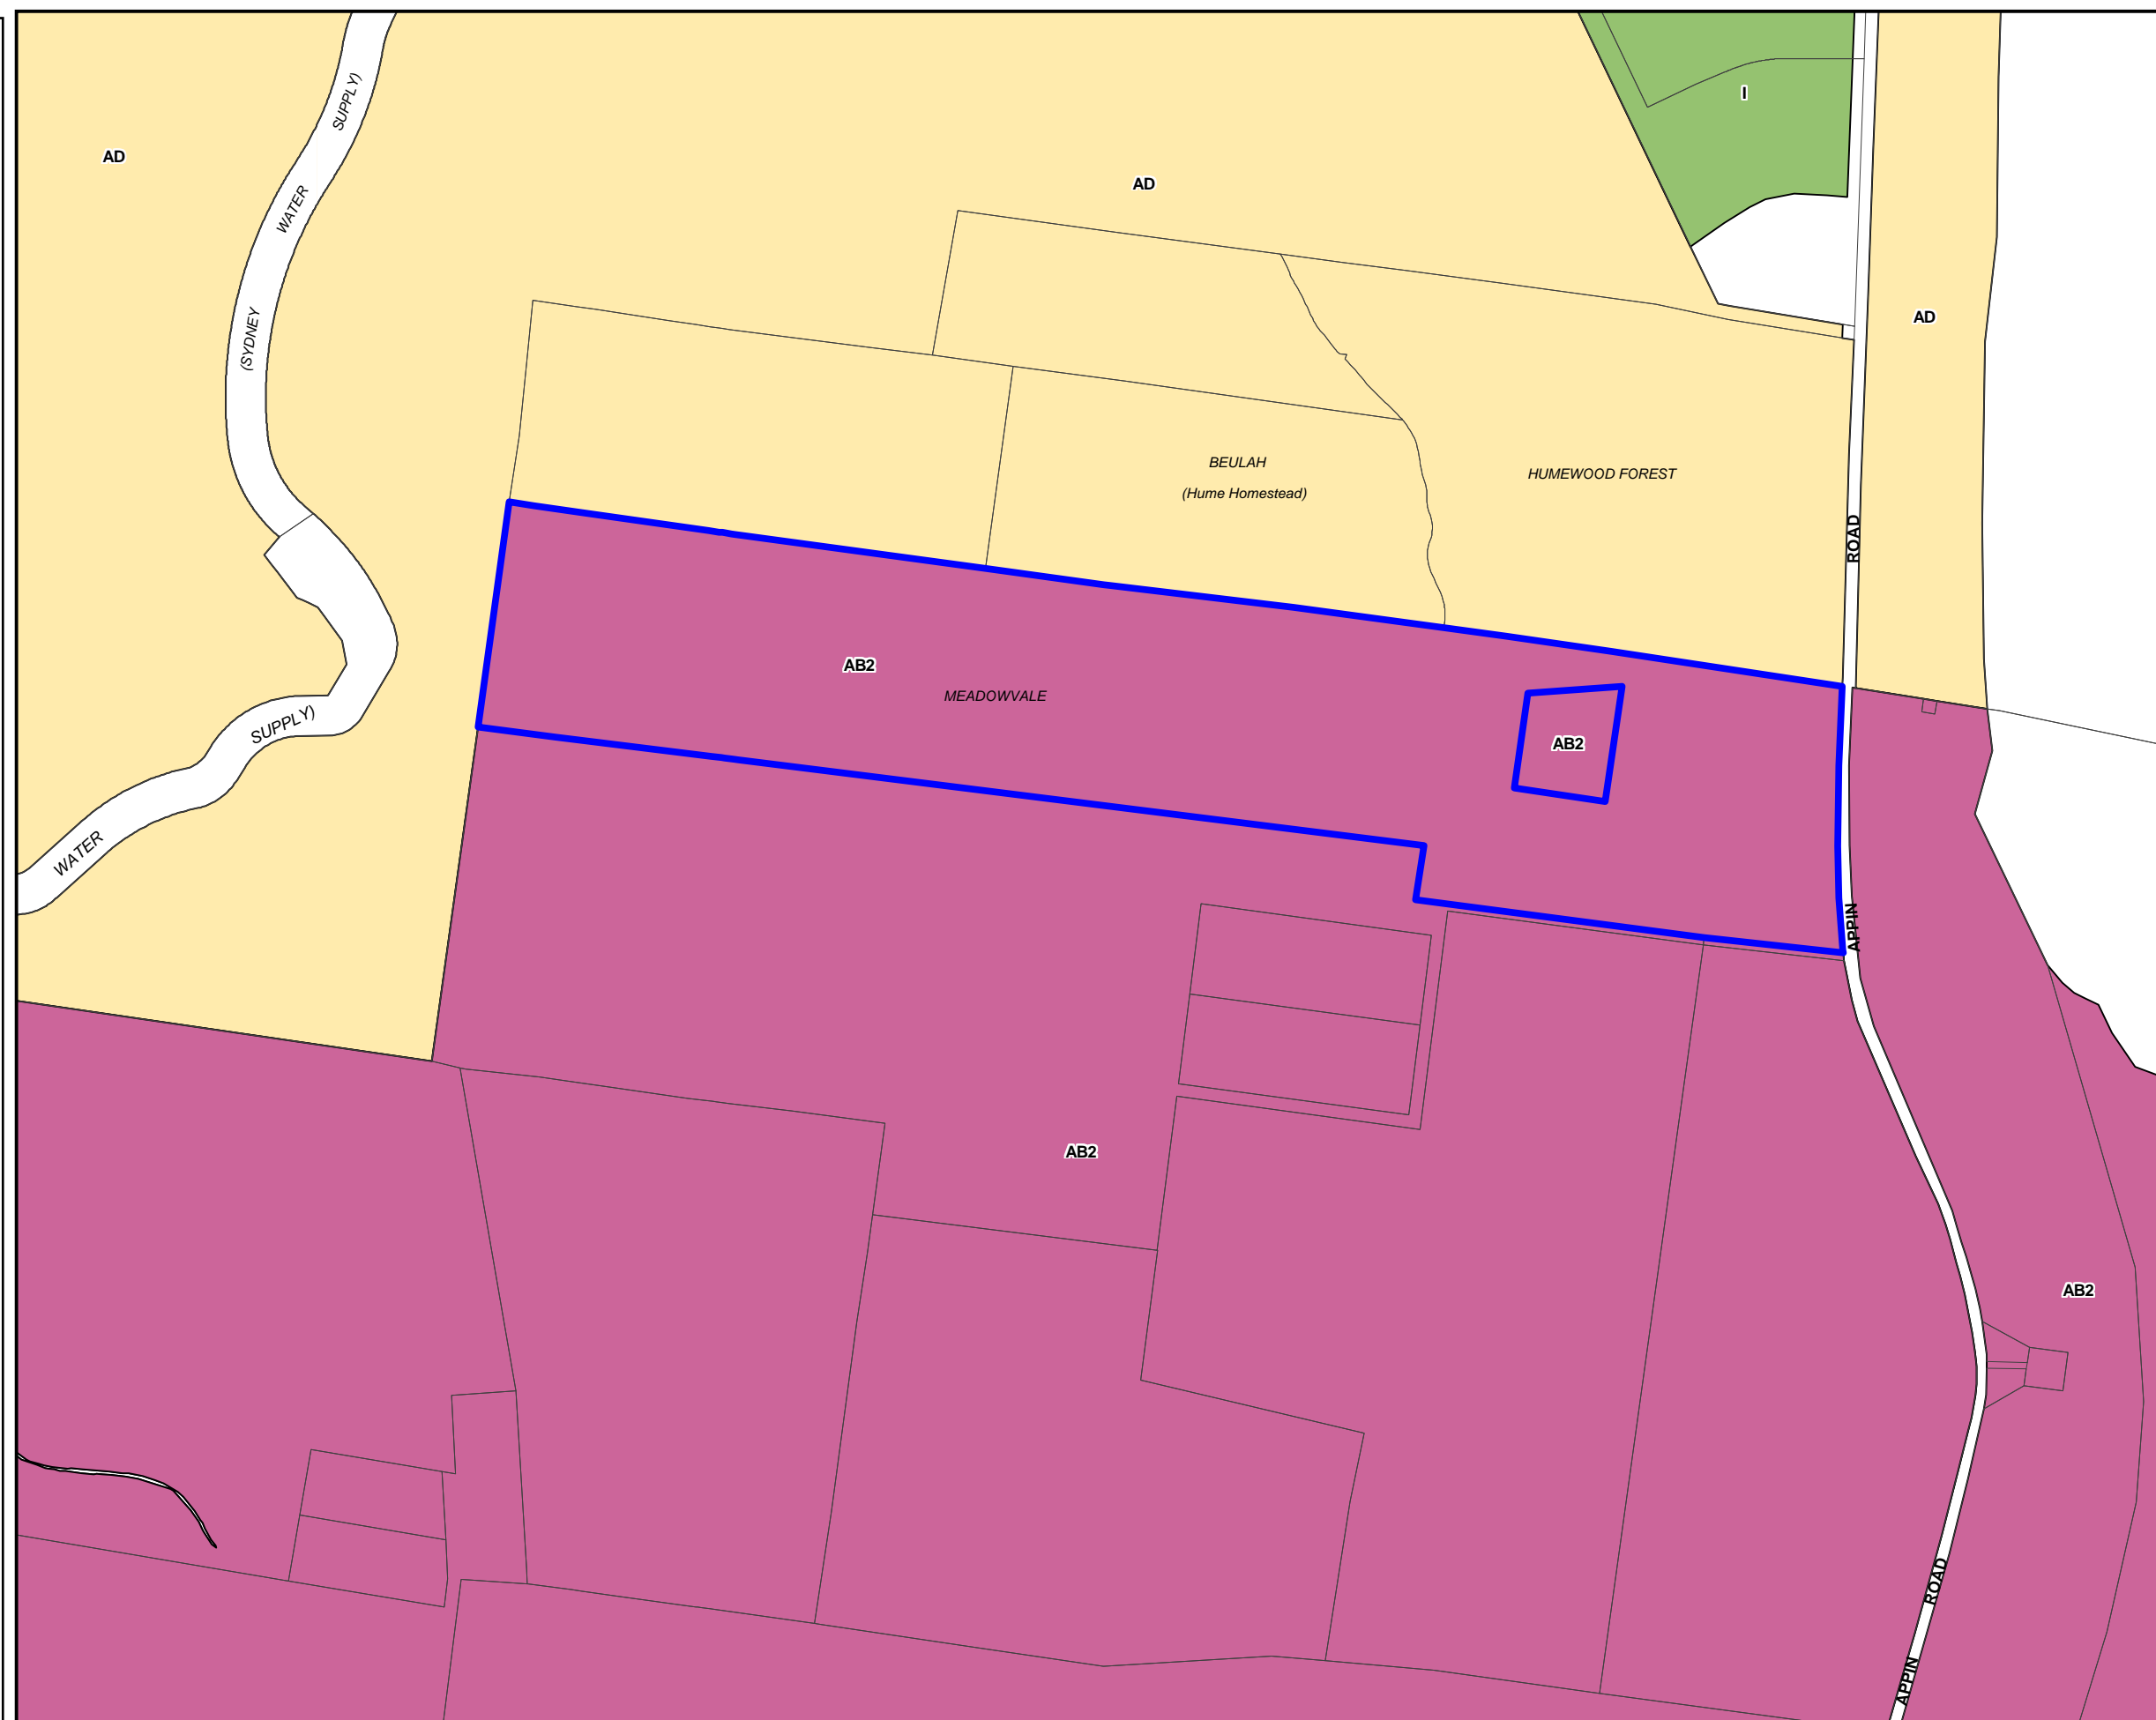 I
SUPPLY)
AD
AD
WATER
AD
(SYDNEY
BEULAH
HUMEWOOD FOREST
(Hume Homestead)
ROAD
AB2
MEADOWVALE
SUPPLY)
AB2
WATER
APPIN
AB2
AB2
ROAD
APPIN